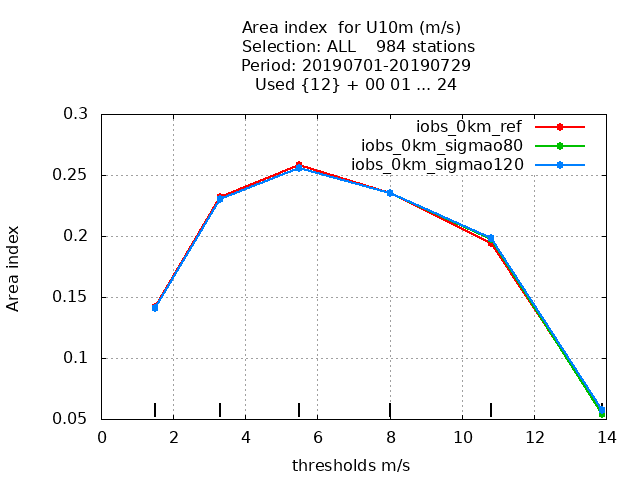 Area index  for U10m (m/s)
Selection: ALL    984 stations
Period: 20190701-20190729
Used {12} + 00 01 ... 24
0.3
iobs_0km_ref
iobs_0km_sigmao80
iobs_0km_sigmao120
0.25
0.2
0.15
0.1
0.05
Area index
0 2 4 6 8 10 12 14
thresholds m/s